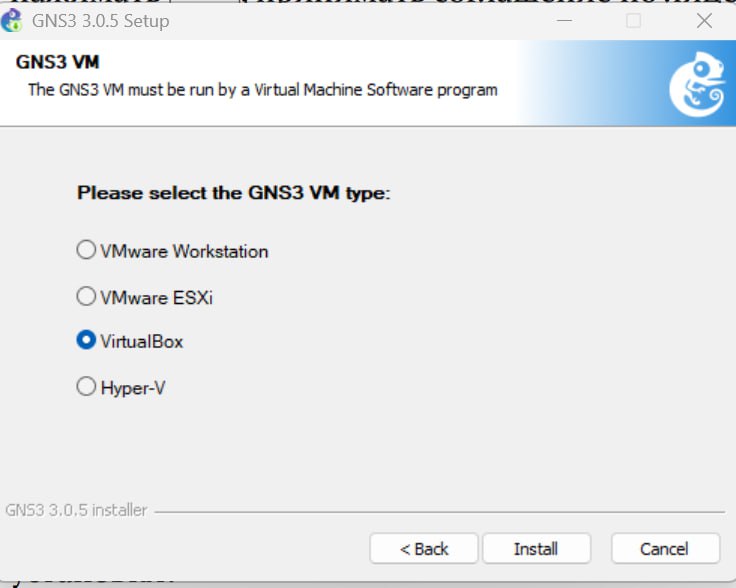 GNS3 3.0.5 Setup
GNS3 VM
The GNS3 VM must be run by a Virtual Machine Software program
Please select the GNS3 VM type:
VMware Workstation
VMware ESXi
VirtualBox
Hyper-V
GNS3 3.0.5 installer
< Back
Install
Cancel